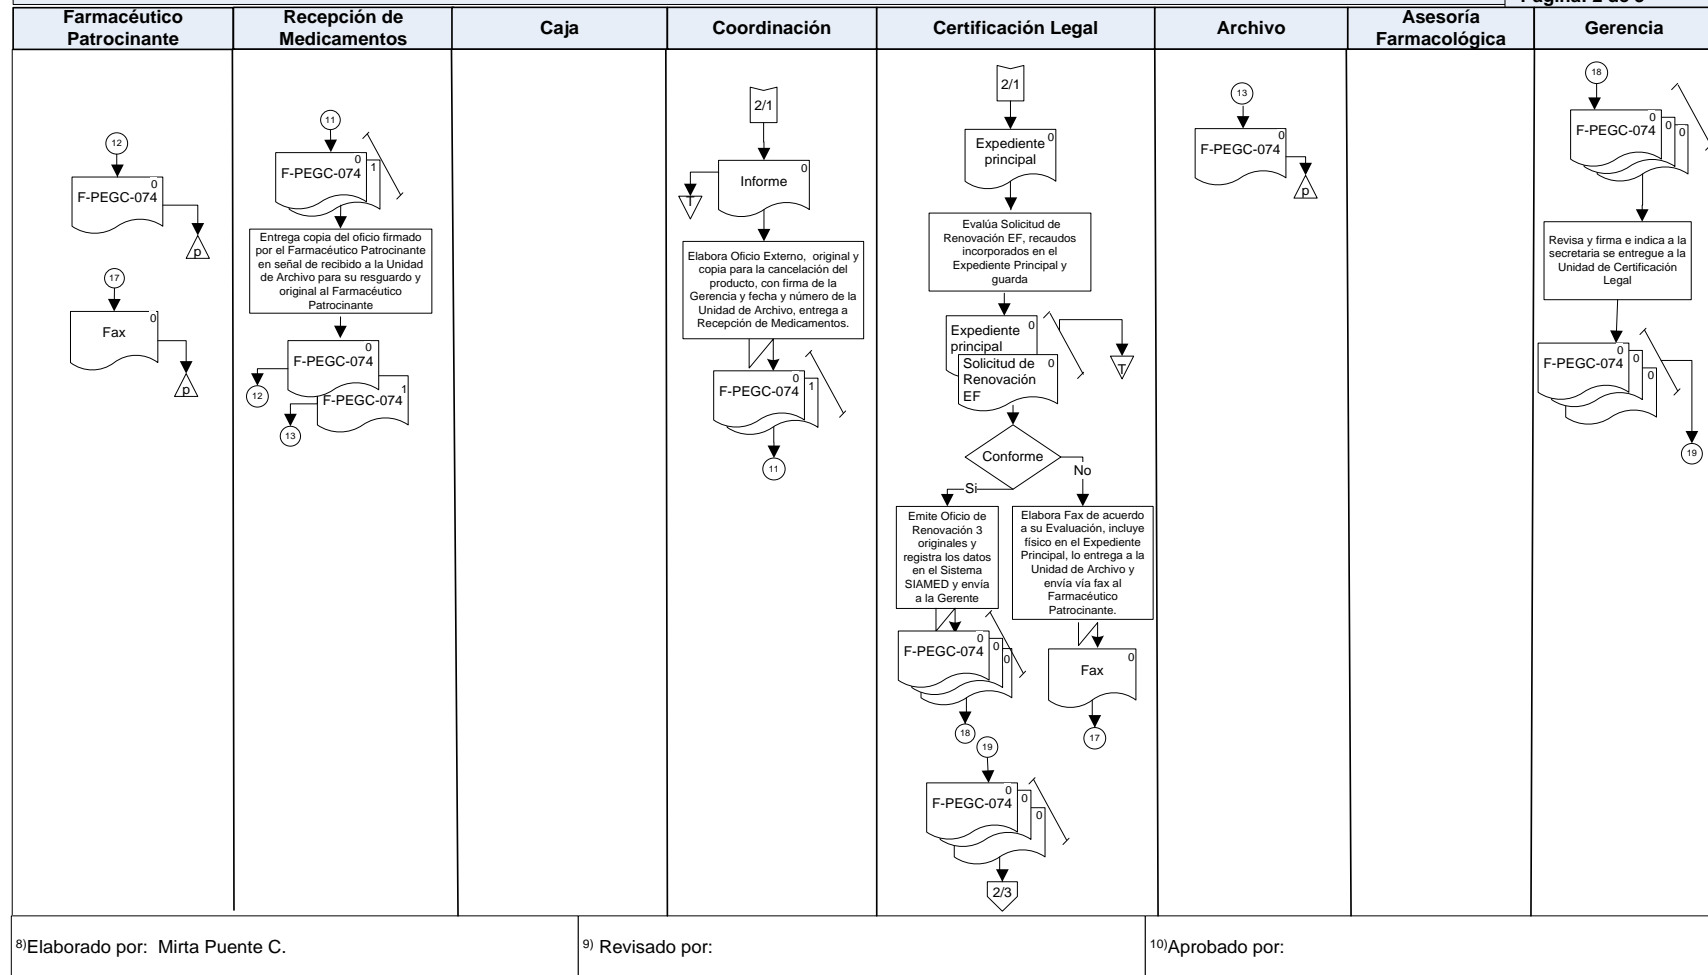 Página: 2 de 3
Farmacéutico
Patrocinante
Recepción de
Medicamentos
Caja
Coordinación
Certificación Legal
Archivo
Asesoría
Farmacológica
Gerencia
12
0
F-PEGC-074
p
17
0
Fax
p
11
0
1
F-PEGC-074
Entrega copia del oficio firmado
por el Farmacéutico Patrocinante
en señal de recibido a la Unidad
de Archivo para su resguardo y
original al Farmacéutico
Patrocinante
0
F-PEGC-074
12
1
F-PEGC-074
13
2/1
0
Informe
T
Elabora Oficio Externo, original y
copia para la cancelación del
producto, con firma de la
Gerencia y fecha y número de la
Unidad de Archivo, entrega a
Recepción de Medicamentos.
0
1
F-PEGC-074
11
2/1
0
Expediente
principal
Evalúa Solicitud de
Renovación EF, recaudos
incorporados en el
Expediente Principal y
guarda
0
Expediente
principal
0
Solicitud de
Renovación
EF
T
Conforme
No
Si
Emite Oficio de
Renovación 3
originales y
registra los datos
en el Sistema
SIAMED y envía
a la Gerente
Elabora Fax de acuerdo
a su Evaluación, incluye
físico en el Expediente
Principal, lo entrega a la
Unidad de Archivo y
envía vía fax al
Farmacéutico
Patrocinante.
0
F-PEGC-074
0
0
18
0
Fax
17
19
0
F-PEGC-074
0
0
2/3
13
0
F-PEGC-074
p
18
0
F-PEGC-074
0
0
Revisa y firma e indica a la
secretaria se entregue a la
Unidad de Certificación
Legal
0
F-PEGC-074
0
0
19
8)Elaborado por: Mirta Puente C.
9) Revisado por:
10)Aprobado por: